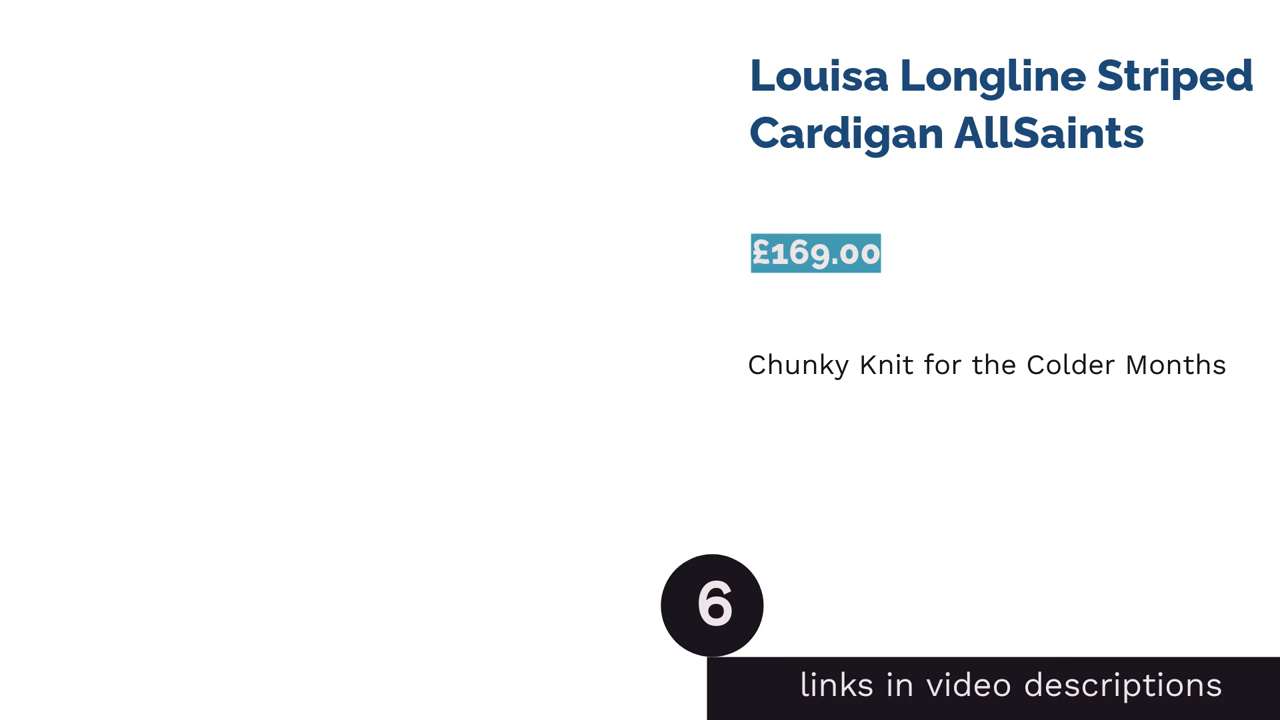 Louisa Longline Striped
Cardigan AllSaints
£169.00
Chunky Knit for the Colder Months
6
links in video descriptions